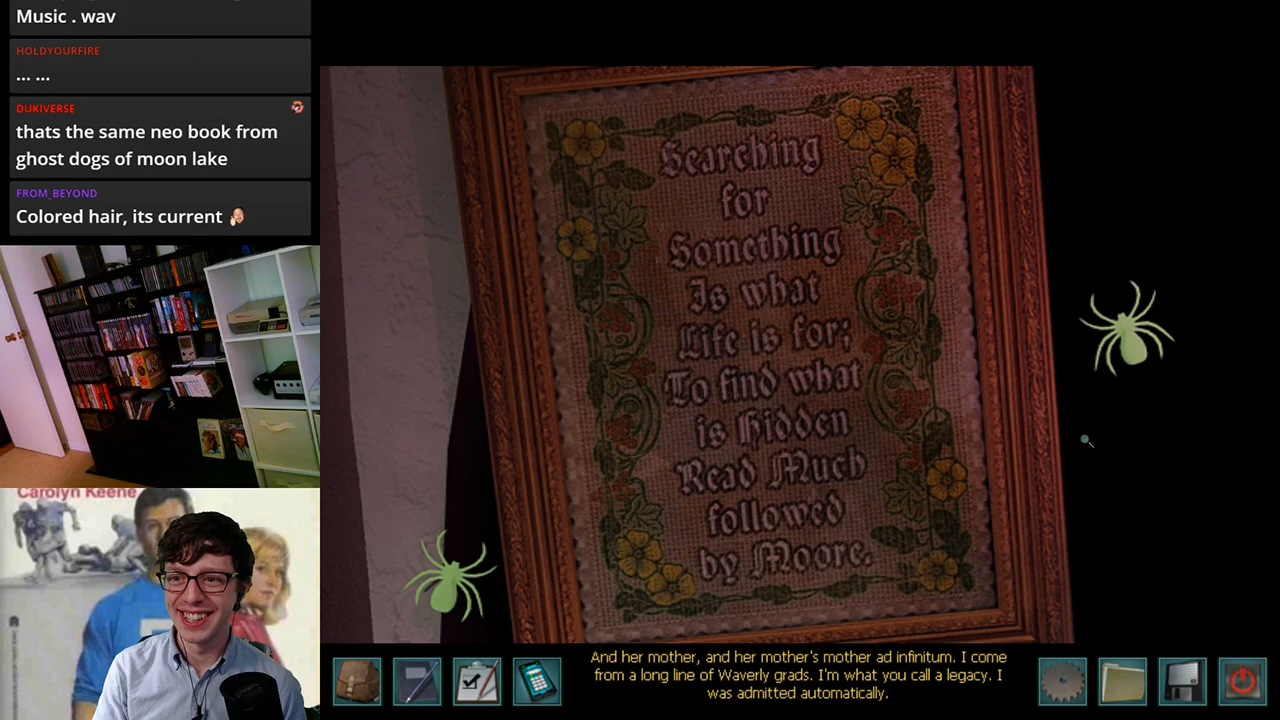 Music . wav
HOLDYOURFIRE
... ...
DUKIVERSE
thats the same neo book from
ghost dogs of moon lake
FROM_BEYOND
Colored hair, its current
Carolyn Keene
Searching
for
Something
Is what
Life is for;
To find what
is Hidden
Read Much
followed
by Moore.
And her mother, and her mother's mother ad infinitum. I come
from a long line of Waverly grads. I'm what you call a legacy. I
was admitted automatically.